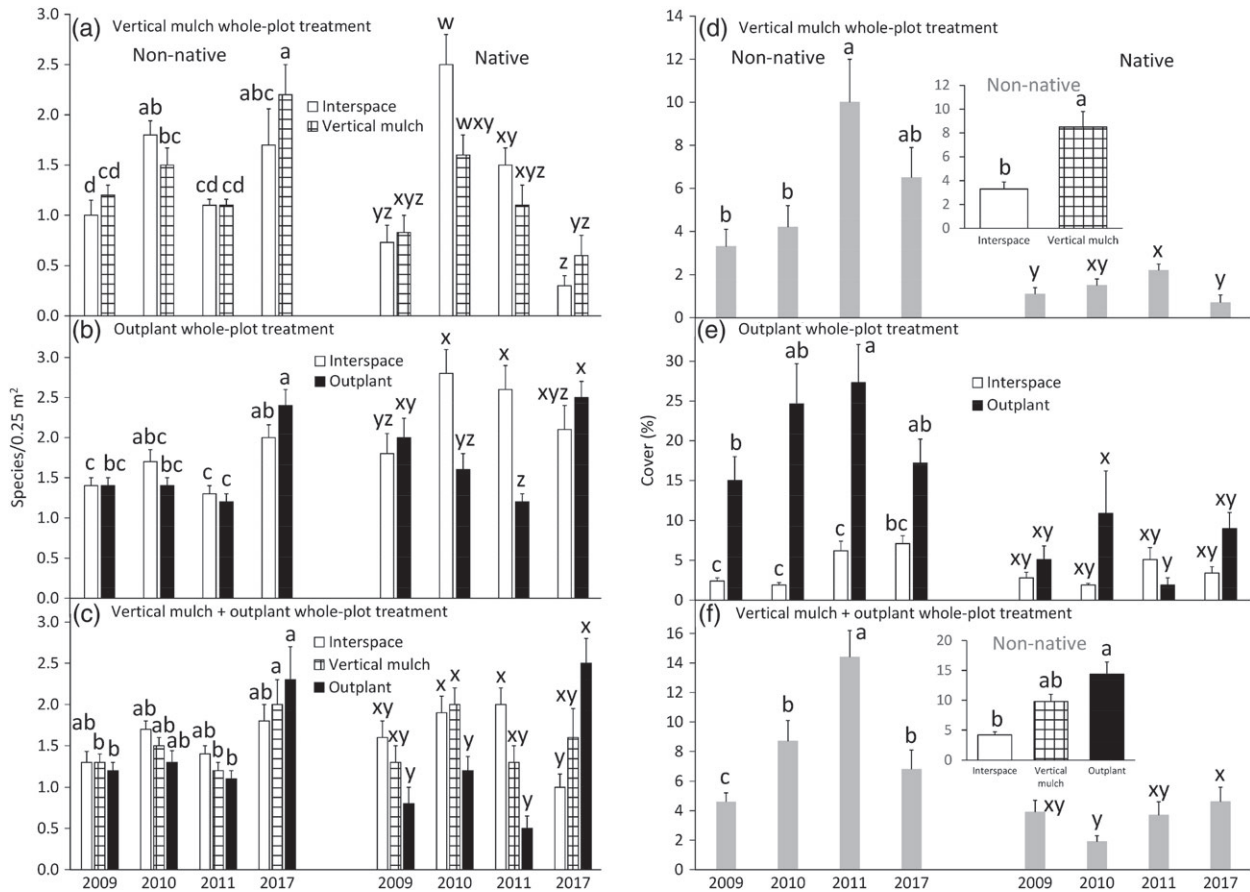 (a) Vertical mulch whole-plot treatment
Non-native
Native
Interspace
Vertical mulch
3.0
2.5
2.0
1.5
1.0
0.5
0.0
d cd ab bc cd cd abc a
yz xyz w wxy xy xyz z yz
(b) Outplant whole-plot treatment
Interspace
Outplant
3.0
2.5
2.0
1.5
1.0
0.5
0.0
c bc abc bc c c ab a
yz xy x yz x z xyz x
Species/0.25 m²
(c) Vertical mulch + outplant whole-plot treatment
Interspace
Vertical mulch
Outplant
3.0
2.5
2.0
1.5
1.0
0.5
0.0
ab b b ab ab ab ab b b ab a a
xy xy y x x y x xy y y xy x
2009 2010 2011 2017 2009 2010 2011 2017
(d) Vertical mulch whole-plot treatment
Non-native
Native
14
12
10
8
6
4
2
0
b b a ab
y xy x y
Non-native
12
10
8
6
4
2
0
b a
Interspace Vertical mulch
(e) Outplant whole-plot treatment
Interspace
Outplant
30
25
20
15
10
5
0
c b c ab c a bc ab
xy xy xy x xy y xy xy
Cover (%)
(f) Vertical mulch + outplant whole-plot treatment
16
14
12
10
8
6
4
2
0
c b a b
xy y xy x
Non-native
20
15
10
5
0
b ab a
Interspace Vertical Outplant
mulch
2009 2010 2011 2017 2009 2010 2011 2017